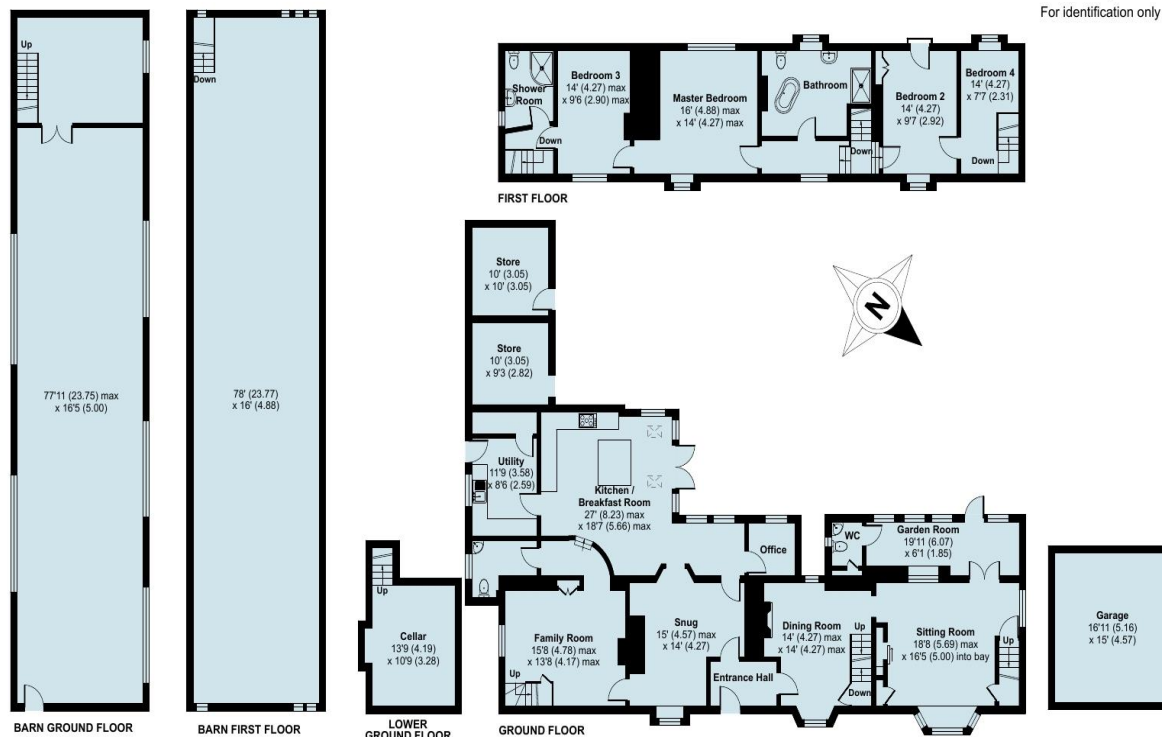 For identification only
Up
77'11 (23.75) max
x 16'5 (5.00)
BARN GROUND FLOOR
Down
78' (23.77)
x 16' (4.88)
BARN FIRST FLOOR
Shower
Room
Down
Bedroom 3
14' (4.27) max
x 9'6 (2.90) max
Master Bedroom
16' (4.88) max
x 14' (4.27) max
Bathroom
Down
Bedroom 2
14' (4.27)
x 9'7 (2.92)
Bedroom 4
14' (4.27)
x 7'7 (2.31)
Down
FIRST FLOOR
Store
10' (3.05)
x 10' (3.05)
Store
10' (3.05)
x 9'3 (2.82)
N
Utility
11'9 (3.58)
x 8'6 (2.59)
Kitchen /
Breakfast Room
27' (8.23) max
x 18'7 (5.66) max
Office
WC
Garden Room
19'11 (6.07)
x 6'1 (1.85)
Up
Cellar
13'9 (4.19)
x 10'9 (3.28)
LOWER
GROUND FLOOR
Family Room
15'8 (4.78) max
x 13'8 (4.17) max
Up
Snug
15' (4.57) max
x 14' (4.27)
Entrance Hall
Dining Room
14' (4.27) max
x 14' (4.27) max
Up
Down
Sitting Room
18'8 (5.69) max
x 16'5 (5.00) into bay
Up
Garage
16'11 (5.16)
x 15' (4.57)
GROUND FLOOR